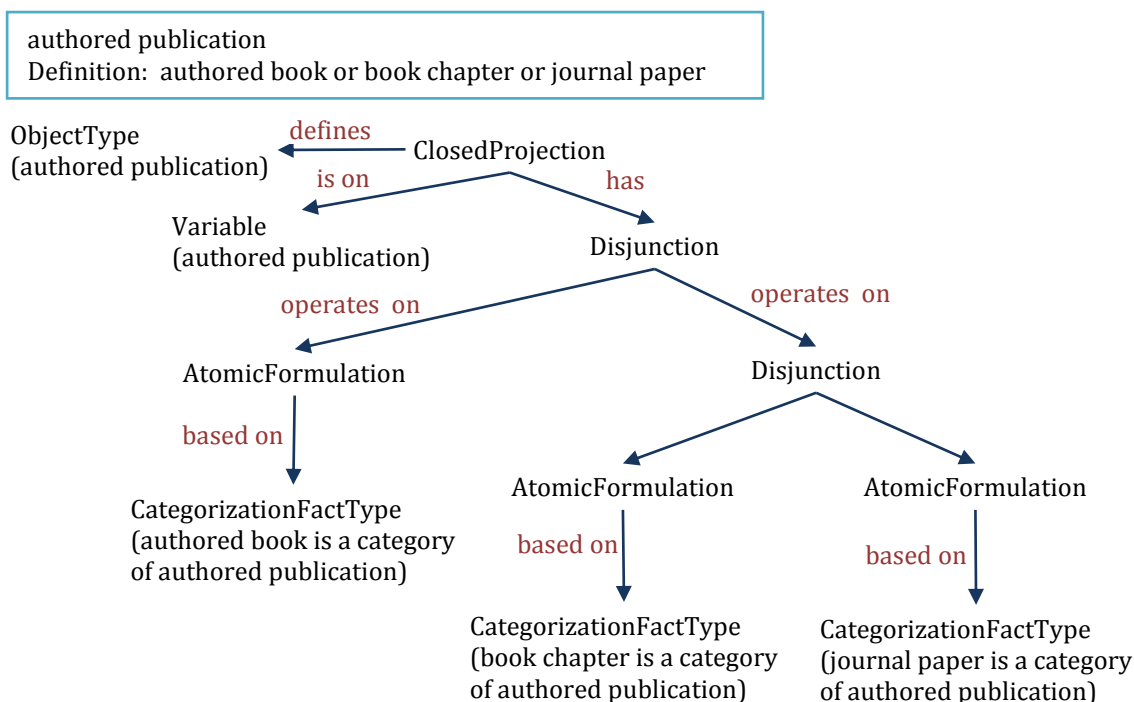 authored publication
Definition: authored book or book chapter or journal paper
ObjectType
(authored publication)
defines
ClosedProjection
is on
has
Variable
(authored publication)
Disjunction
operates on
operates on
AtomicFormulation
Disjunction
based on
AtomicFormulation
AtomicFormulation
CategorizationFactType
(authored book is a category
of authored publication)
based on
based on
CategorizationFactType
(book chapter is a category
of authored publication)
CategorizationFactType
(journal paper is a category
of authored publication)